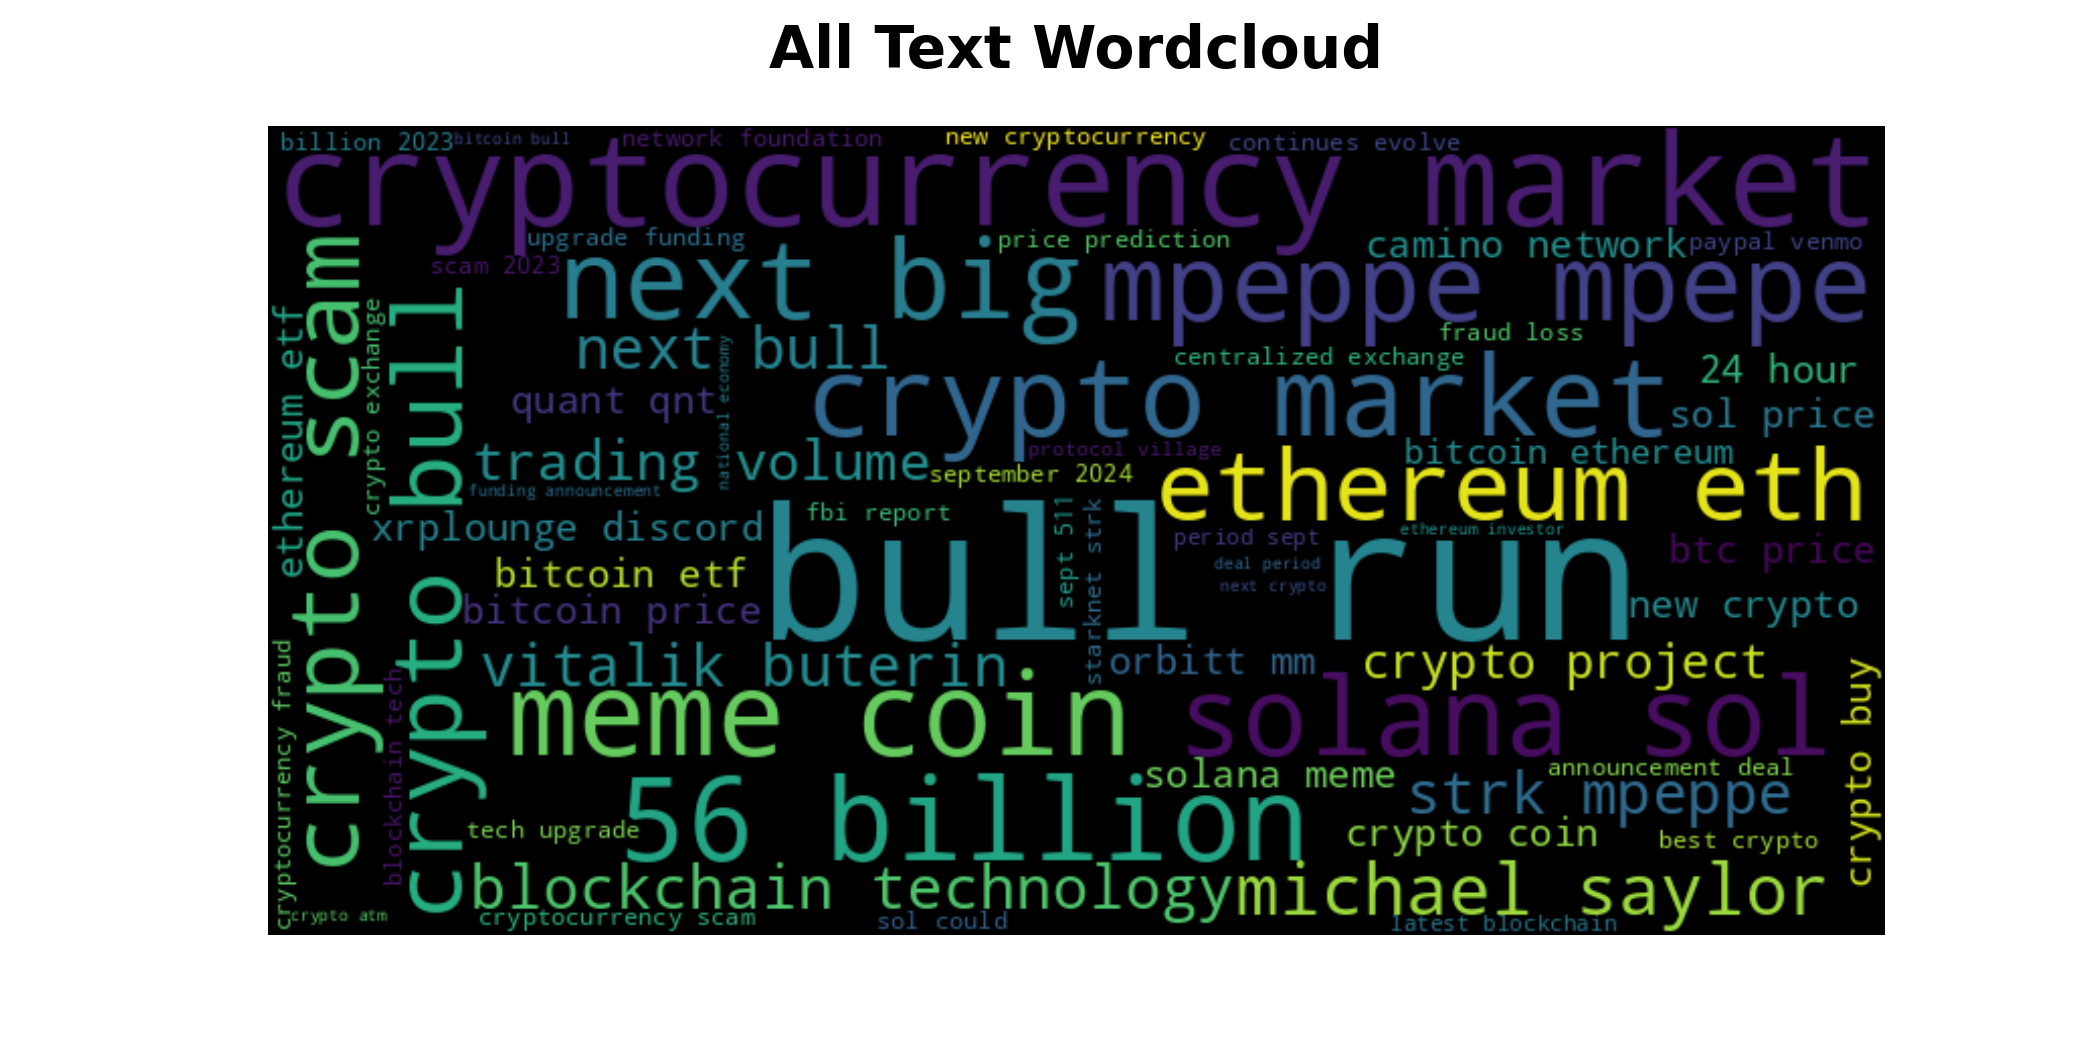 All Text Wordcloud
billion 2023
bitcoin bull
network foundation
new cryptocurrency
continues evolve
cryptocurrency market
upgrade funding
price prediction
camino network
paypal venmo
scam 2023
next big
mpeppe mpepe
crypto scam
ethereum etf
crypto exchange
crypto bull
next bull
national economy
fraud loss
centralized exchange
24 hour
quant qnt
crypto market
sol price
protocol village
bitcoin ethereum
trading volume
september 2024
ethereum eth
funding announcement
fbi report
sept 511
starknet strk
xrplounge discord
period sept
ethereum investor
btc price
bull run
deal period
next crypto
bitcoin etf
bitcoin price
new crypto
cryptocurrency fraud
blockchain tech
vitalik buterin
orbitt mm
crypto project
crypto buy
meme coin
solana sol
solana meme
announcement deal
56 billion
strk mpeppe
tech upgrade
crypto coin
best crypto
blockchain technology
michael saylor
crypto atm
cryptocurrency scam
sol could
latest blockchain